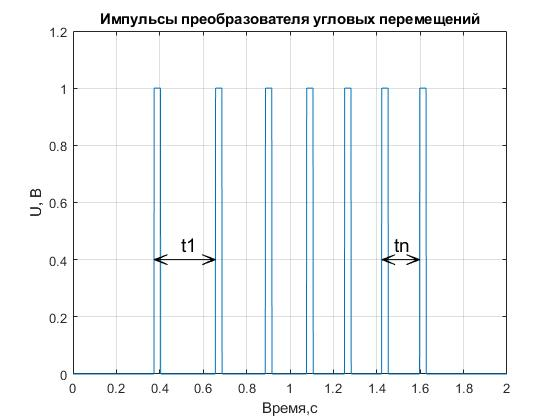 Импульсы преобразователя угловых перемещений
1.2
1
0.8
0.6
0.4
0.2
0
U, В
t1
tn
0 0.2 0.4 0.6 0.8 1 1.2 1.4 1.6 1.8 2
Время,с